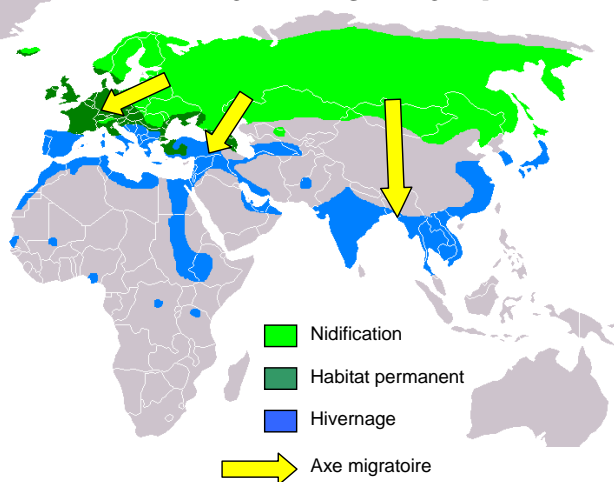 Nidification
Habitat permanent
Hivernage
Axe migratoire